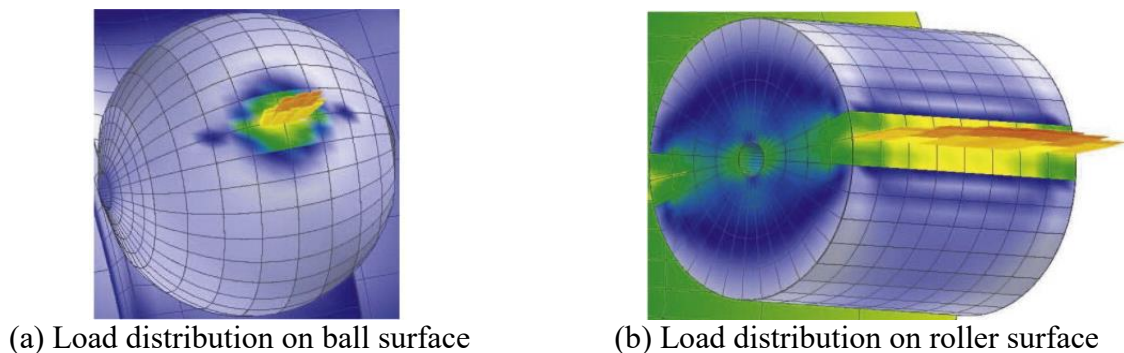 (a) Load distribution on ball surface
(b) Load distribution on roller surface